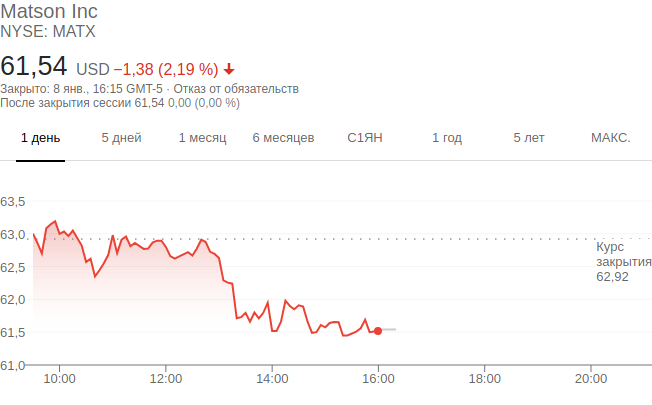 Matson Inc
NYSE: MATX
61,54 USD −1,38 (2,19 %)
Закрыто: 8 янв., 16:15 GMT-5 · Отказ от обязательств
После закрытия сессии 61,54 0,00 (0,00 %)
1 день 5 дней 1 месяц 6 месяцев С1ЯН 1 год 5 лет МАКС.
63,5
63,0
Курс
закрытия
62,92
62,5
62,0
61,5
61,0
10:00 12:00 14:00 16:00 18:00 20:00